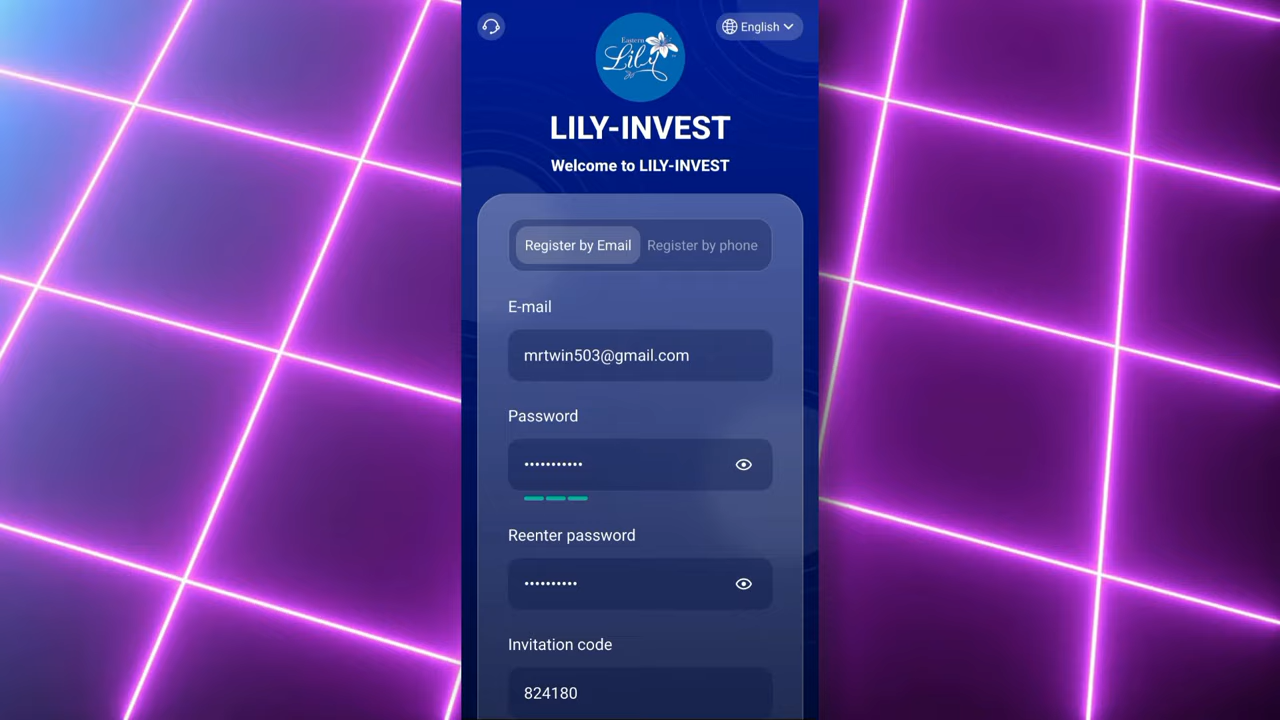 English
Eastern
Lily
LILY-INVEST
Welcome to LILY-INVEST
Register by Email
Register by phone
E-mail
mrtwin503@gmail.com
Password
•••••••••••
Reenter password
••••••••••
Invitation code
824180